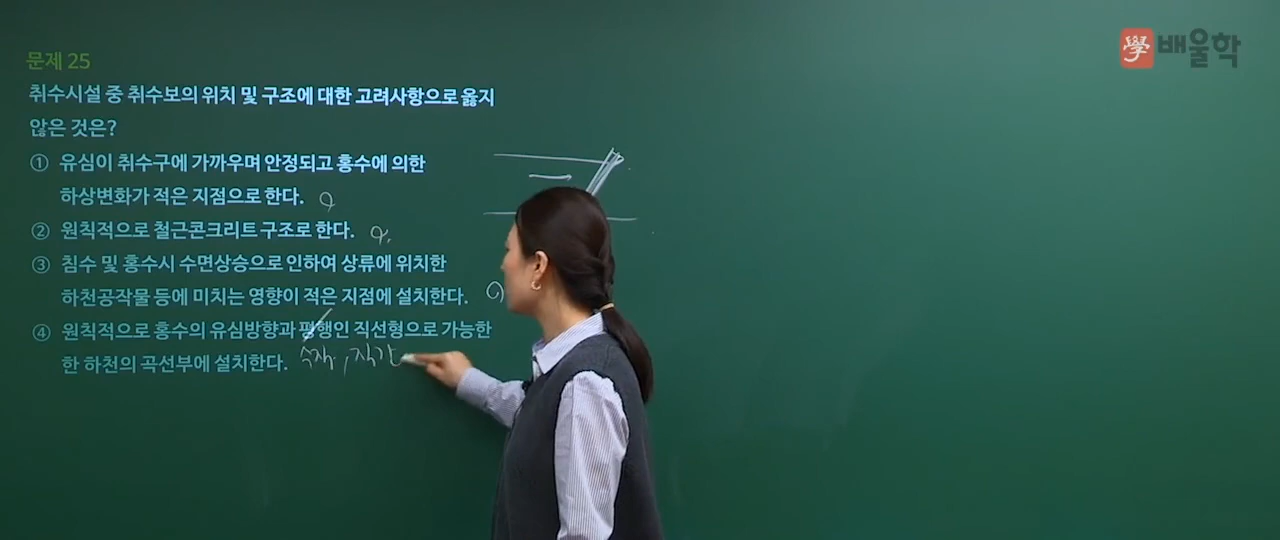 學 배울학
문제 25
취수시설 중 취수보의 위치 및 구조에 대한 고려사항으로 옳지
않은 것은?
① 유심이 취수구에 가까우며 안정되고 홍수에 의한
하상변화가 적은 지점으로 한다.
② 원칙적으로 철근콘크리트 구조로 한다.
③ 침수 및 홍수시 수면상승으로 인하여 상류에 위치한
하천공작물 등에 미치는 영향이 적은 지점에 설치한다.
④ 원칙적으로 홍수의 유심방향과 평행인 직선형으로 가능한
한 하천의 곡선부에 설치한다.
직각